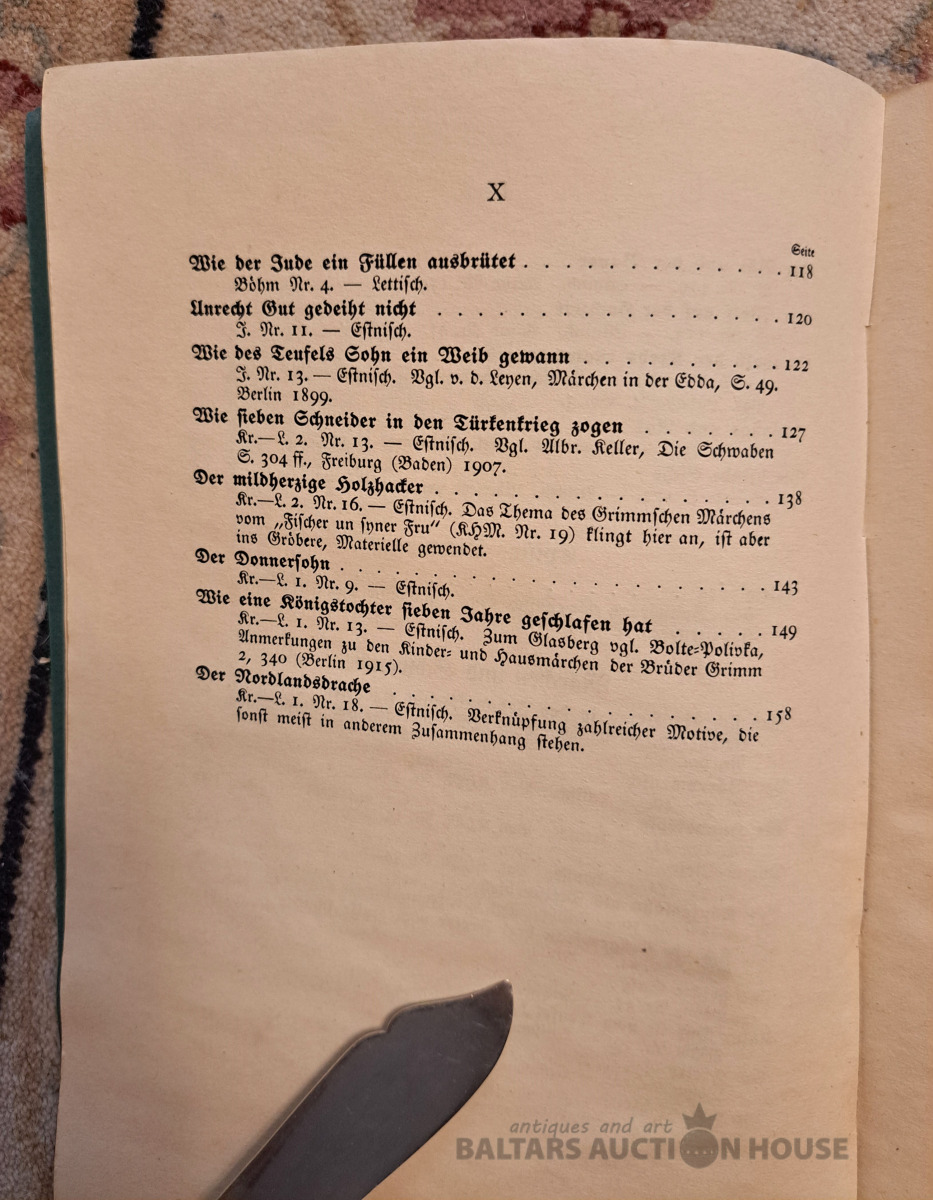 X
Seite
Wie der Jude ein Füllen ausbrütet . . . . . . . . . . . . . . 118
Böhm Nr. 4. — Lettisch.
Unrecht Gut gedeiht nicht . . . . . . . . . . . . . . . . . . 120
J. Nr. 11. — Estnisch.
Wie des Teufels Sohn ein Weib gewann . . . . . . . . . . 122
J. Nr. 13. — Estnisch. Vgl. v. d. Leyen, Märchen in der Edda, S. 49.
Berlin 1899.
Wie sieben Schneider in den Türkenkrieg zogen . . . . . . . 127
Kr.—L. 2. Nr. 13. — Estnisch. Vgl. Albr. Keller, Die Schwaben
S. 304 ff., Freiburg (Baden) 1907.
Der mildherzige Holzhacker . . . . . . . . . . . . . . . . . 138
Kr.—L. 2. Nr. 16. — Estnisch. Das Thema des Grimmschen Märchens
vom „Fischer un syner Fru“ (KHM. Nr. 19) klingt hier an, ist aber
ins Gröbere, Materielle gewendet.
Der Donnersohn . . . . . . . . . . . . . . . . . . . . . . 143
Kr.—L. 1. Nr. 9. — Estnisch.
Wie eine Königstochter sieben Jahre geschlafen hat . . . . . 149
Kr.—L. 1. Nr. 13. — Estnisch. Zum Glasberg vgl. Bolte-Polivka,
Anmerkungen zu den Kinder- und Hausmärchen der Brüder Grimm
2, 340 (Berlin 1915).
Der Nordlandsdrache . . . . . . . . . . . . . . . . . . . . 158
Kr.—L. 1. Nr. 18. — Estnisch. Verknüpfung zahlreicher Motive, die
sonst meist in anderem Zusammenhang stehen.
antiques and art
BALTARS AUCTION HOUSE